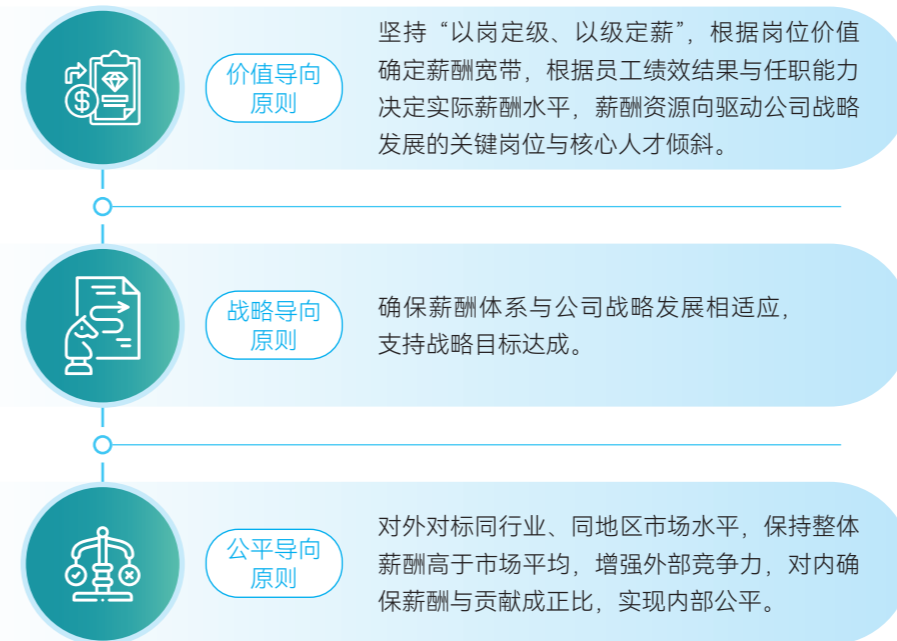 价值导向
原则
坚持“以岗定级、以级定薪”，根据岗位价值
确定薪酬宽带，根据员工绩效结果与任职能力
决定实际薪酬水平，薪酬资源向驱动公司战略
发展的关键岗位与核心人才倾斜。
战略导向
原则
确保薪酬体系与公司战略发展相适应，
支持战略目标达成。
公平导向
原则
对外对标同行业、同地区市场水平，保持整体
薪酬高于市场平均，增强外部竞争力，对内确
保薪酬与贡献成正比，实现内部公平。